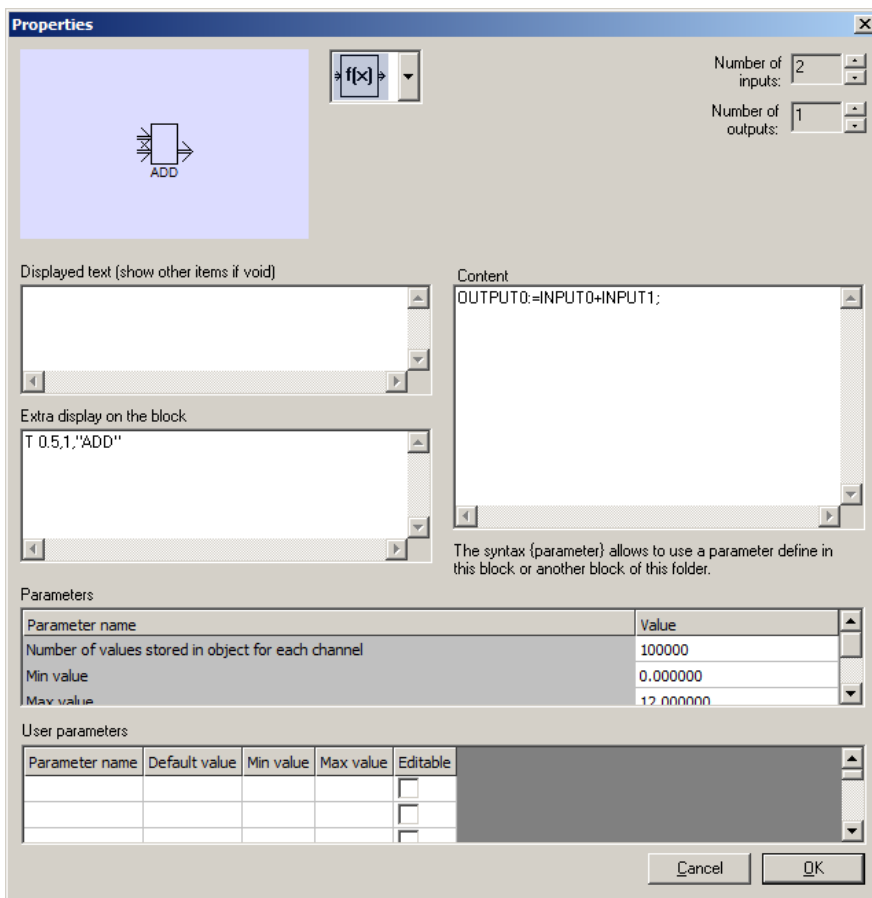 Properties
f(x)
Number of
inputs:
2
Number of
outputs:
1
ADD
Displayed text (show other items if void)
Content
OUTPUT0:=INPUT0+INPUT1;
Extra display on the block
T 0.5,1,"ADD"
The syntax {parameter} allows to use a parameter define in
this block or another block of this folder.
Parameters
Parameter name Value
Number of values stored in object for each channel 100000
Min value 0.000000
Max value 12.000000
User parameters
Parameter name Default value Min value Max value Editable
Cancel OK